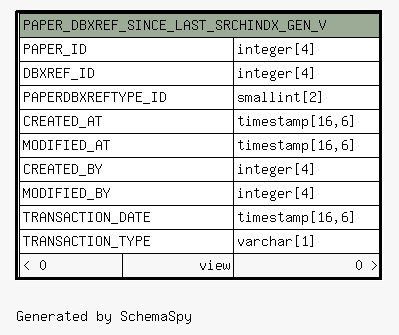 PAPER_DBXREF_SINCE_LAST_SRCHINDX_GEN_V
PAPER_ID integer[4]
DBXREF_ID integer[4]
PAPERDBXREFTYPE_ID smallint[2]
CREATED_AT timestamp[16,6]
MODIFIED_AT timestamp[16,6]
CREATED_BY integer[4]
MODIFIED_BY integer[4]
TRANSACTION_DATE timestamp[16,6]
TRANSACTION_TYPE varchar[1]
< 0 view 0 >
Generated by SchemaSpy